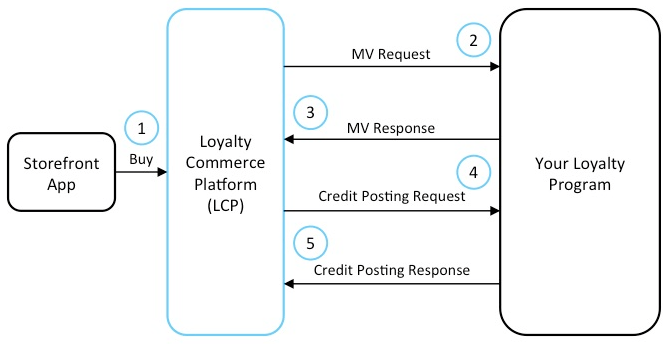 Storefront
App
1
Buy
Loyalty
Commerce
Platform
(LCP)
2
MV Request
3
MV Response
4
Credit Posting Request
5
Credit Posting Response
Your Loyalty
Program